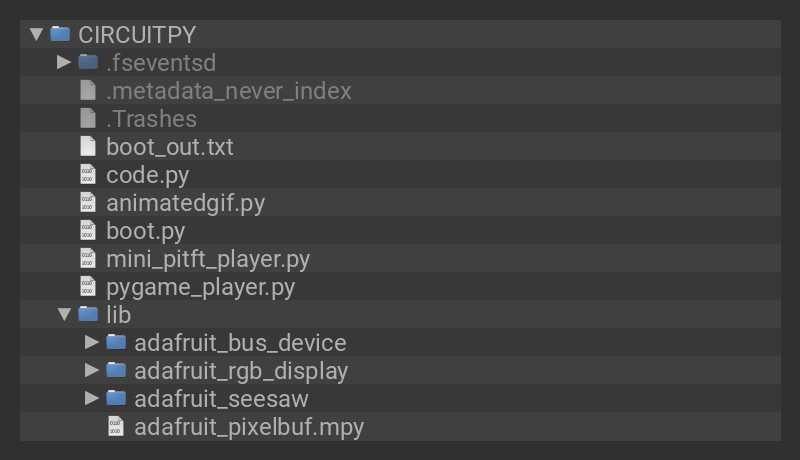 CIRCUITPY
.fseventsd
.metadata_never_index
.Trashes
boot_out.txt
code.py
animatedgif.py
boot.py
mini_pitft_player.py
pygame_player.py
lib
adafruit_bus_device
adafruit_rgb_display
adafruit_seesaw
adafruit_pixelbuf.mpy